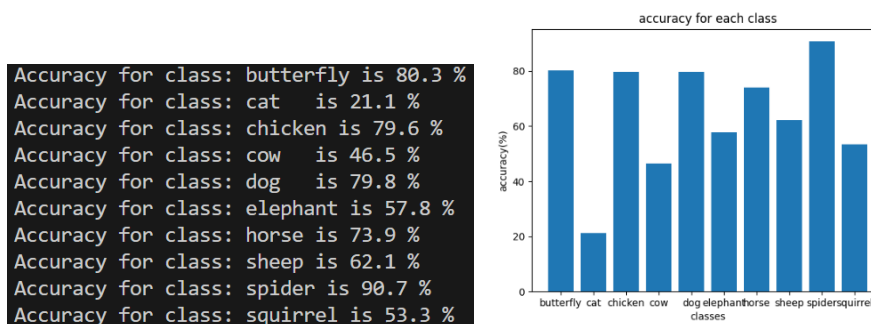 Accuracy for class: butterfly is 80.3 %
Accuracy for class: cat   is 21.1 %
Accuracy for class: chicken is 79.6 %
Accuracy for class: cow   is 46.5 %
Accuracy for class: dog   is 79.8 %
Accuracy for class: elephant is 57.8 %
Accuracy for class: horse is 73.9 %
Accuracy for class: sheep is 62.1 %
Accuracy for class: spider is 90.7 %
Accuracy for class: squirrel is 53.3 %
accuracy for each class
accuracy(%)
80
60
40
20
0
butterfly cat chicken cow dog elephant horse sheep spider squirrel
classes